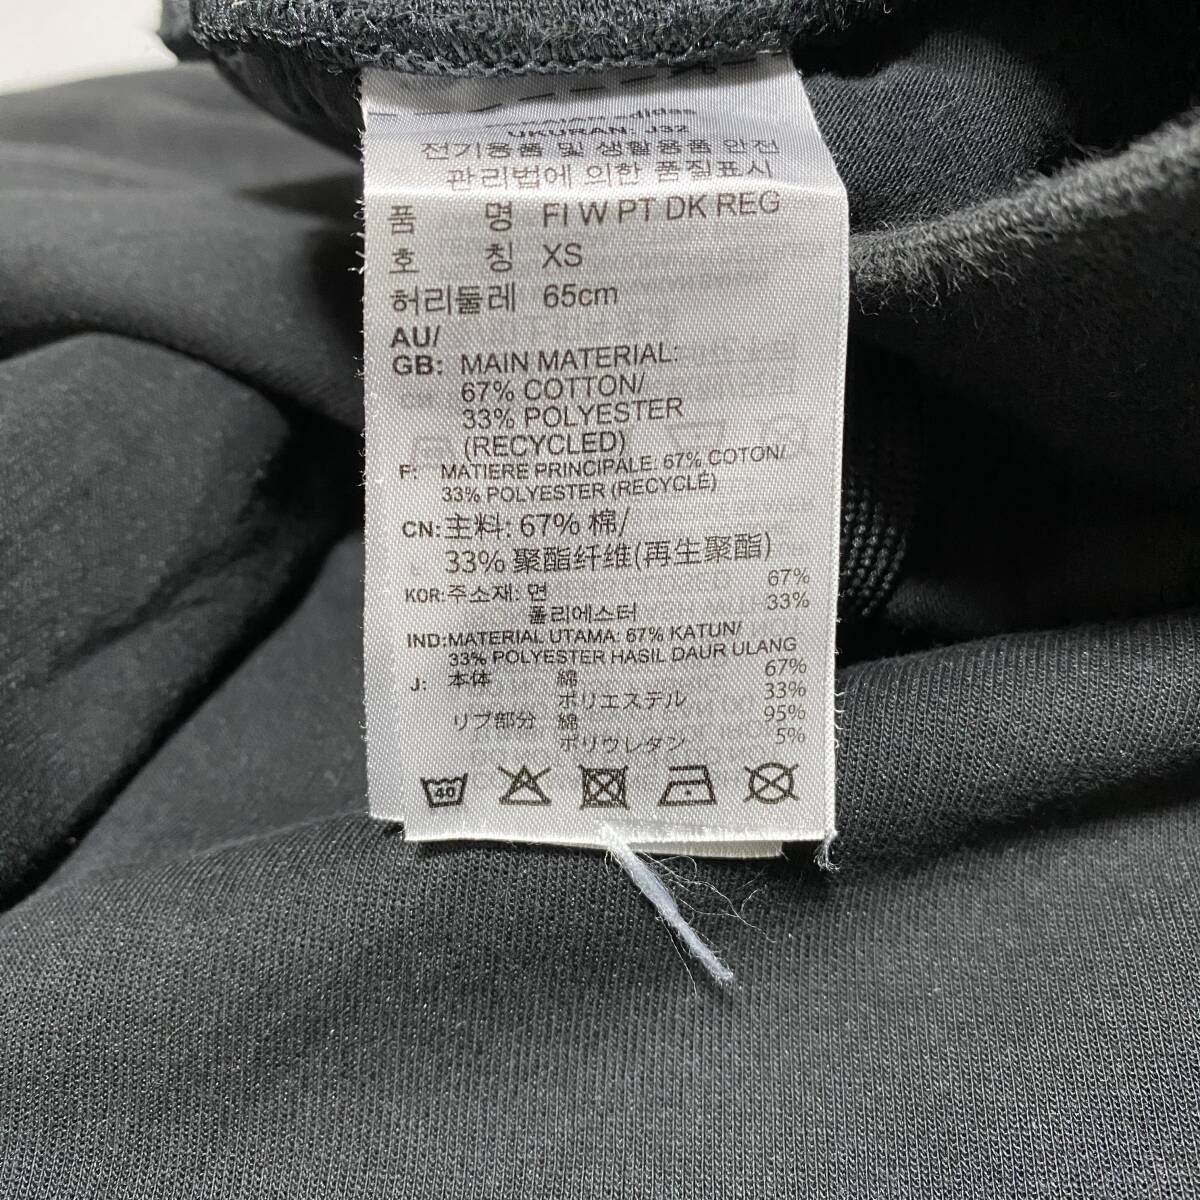 adidas
UKURAN: J32
전기용품 및 생활용품 안전
관리법에 의한 품질표시
품 명 FI W PT DK REG
호 칭 XS
허리둘레 65cm
AU/
GB: MAIN MATERIAL:
67% COTTON/
33% POLYESTER
(RECYCLED)
F: MATIERE PRINCIPALE: 67% COTON/
33% POLYESTER (RECYCLÉ)
CN: 主料: 67% 棉/
33% 聚酯纤维(再生聚酯)
KOR: 주소재: 면 67%
폴리에스터 33%
IND: MATERIAL UTAMA: 67% KATUN/
33% POLYESTER HASIL DAUR ULANG
J: 本体 綿 67%
ポリエステル 33%
リブ部分 綿 95%
ポリウレタン 5%
40